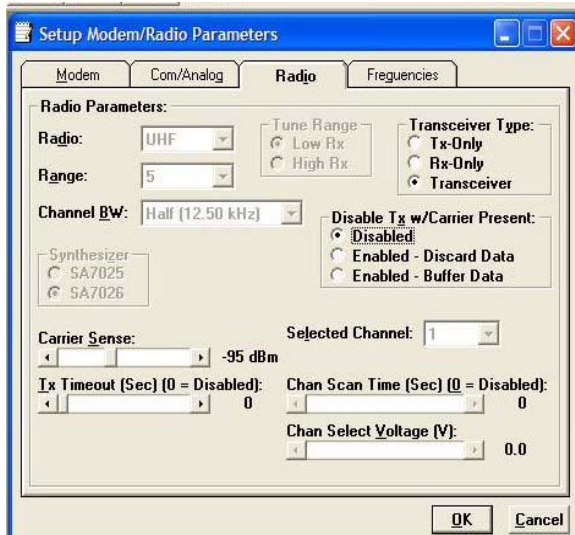 Setup Modem/Radio Parameters
Modem Com/Analog Radio Frequencies
Radio Parameters:
Radio: UHF
Range: 5
Tune Range
Low Rx
High Rx
Transceiver Type:
Tx-Only
Rx-Only
Transceiver
Channel BW: Half (12.50 kHz)
Disable Tx w/Carrier Present:
Disabled
Enabled - Discard Data
Enabled - Buffer Data
Synthesizer
SA7025
SA7026
Carrier Sense:
-95 dBm
Selected Channel: 1
Tx Timeout (Sec) (0 = Disabled):
0
Chan Scan Time (Sec) (0 = Disabled):
0
Chan Select Voltage (V):
0.0
OK Cancel